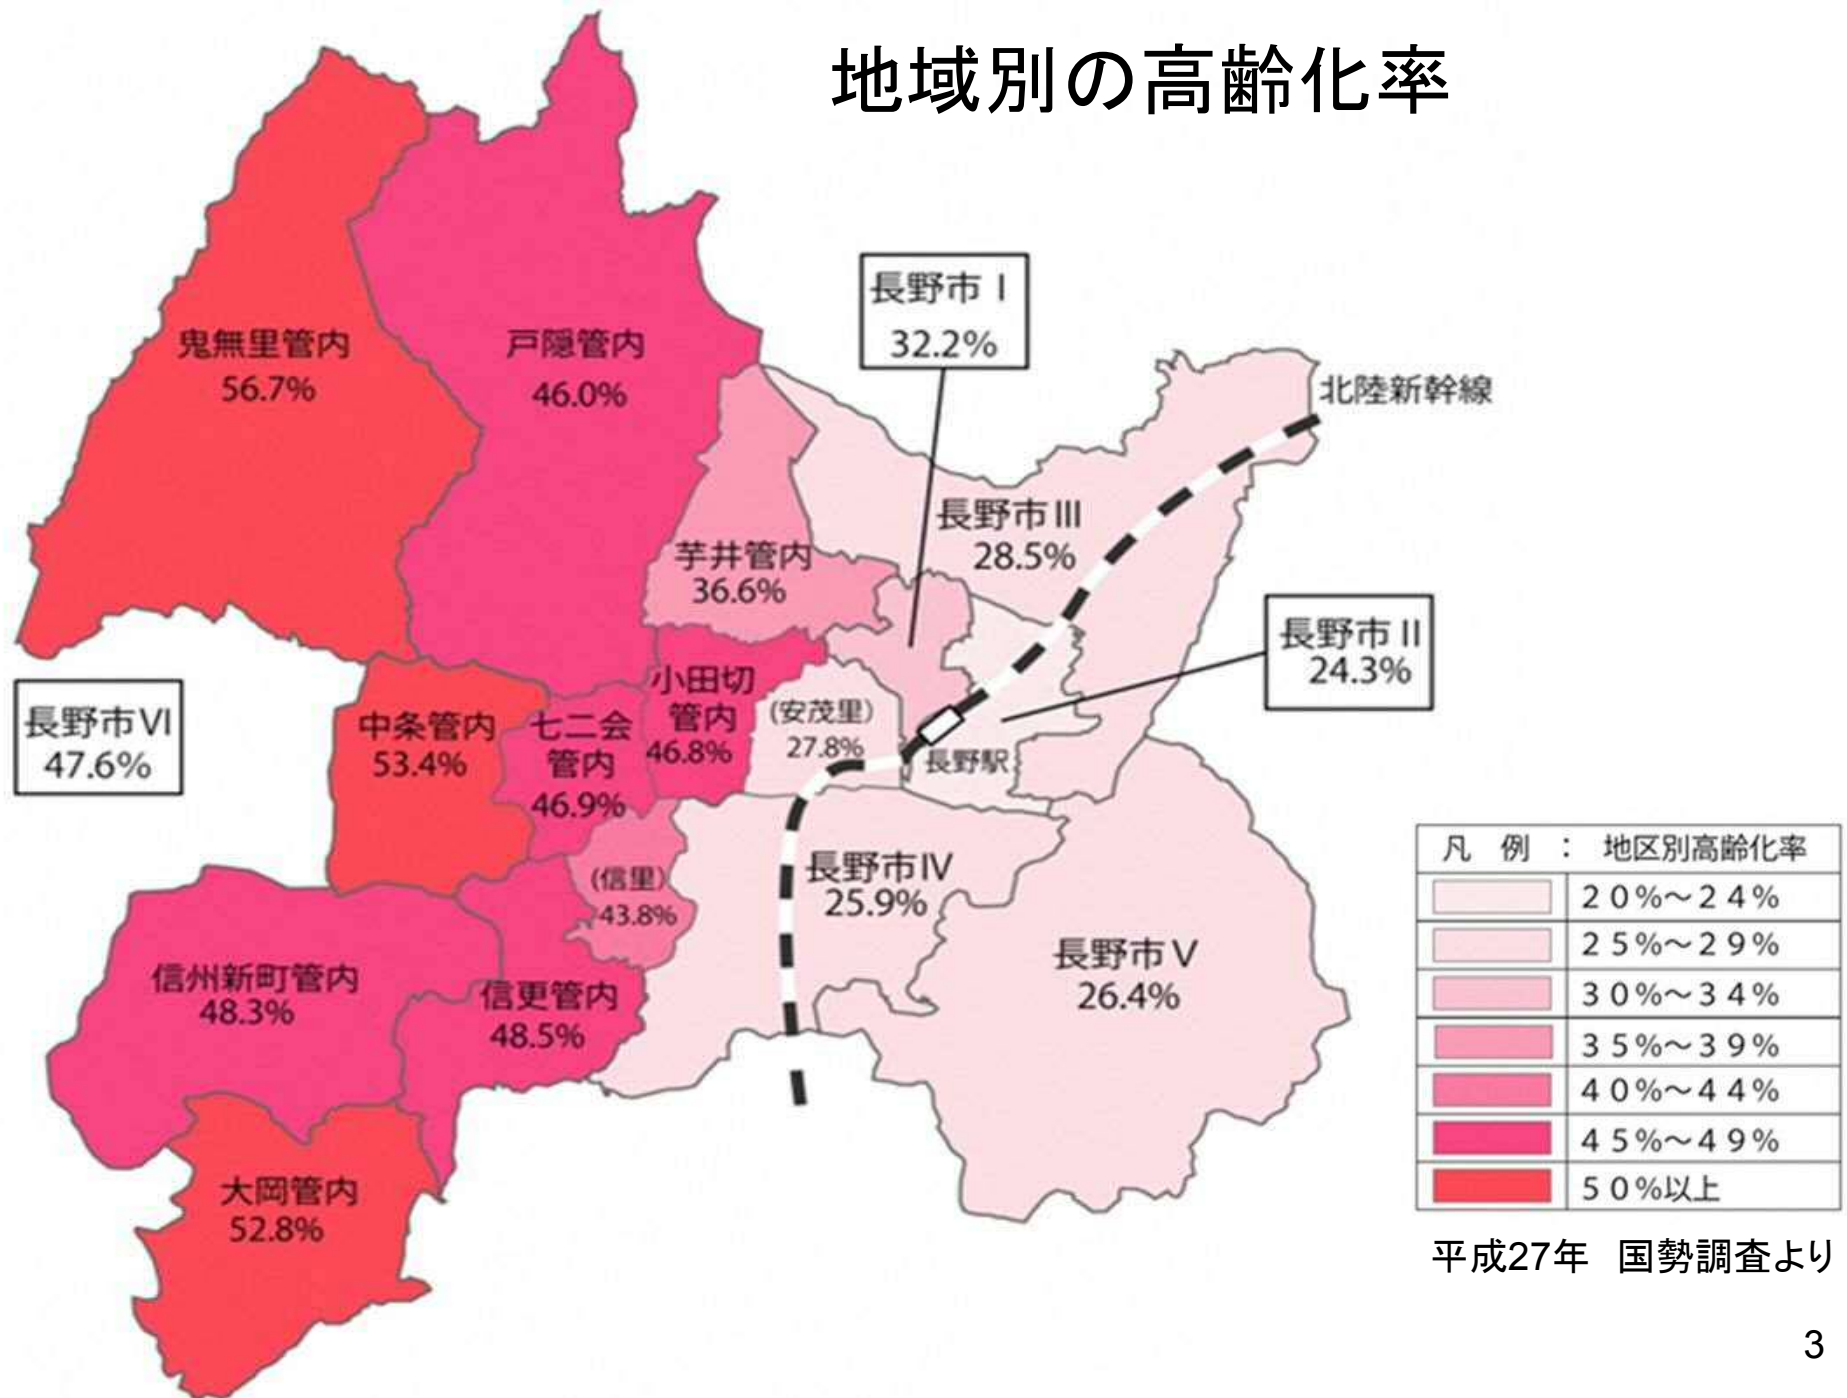 地域別の高齢化率
長野市Ⅰ
32.2%
鬼無里管内
56.7%
戸隠管内
46.0%
北陸新幹線
長野市Ⅲ
28.5%
芋井管内
36.6%
長野市Ⅱ
24.3%
長野市Ⅵ
47.6%
中条管内
53.4%
七二会
管内
46.9%
小田切
管内
46.8%
(安茂里)
27.8%
長野駅
(信里)
43.8%
長野市Ⅳ
25.9%
長野市Ⅴ
26.4%
信州新町管内
48.3%
信更管内
48.5%
大岡管内
52.8%
凡 例 : 地区別高齢化率
20%~24%
25%~29%
30%~34%
35%~39%
40%~44%
45%~49%
50%以上
平成27年 国勢調査より
3